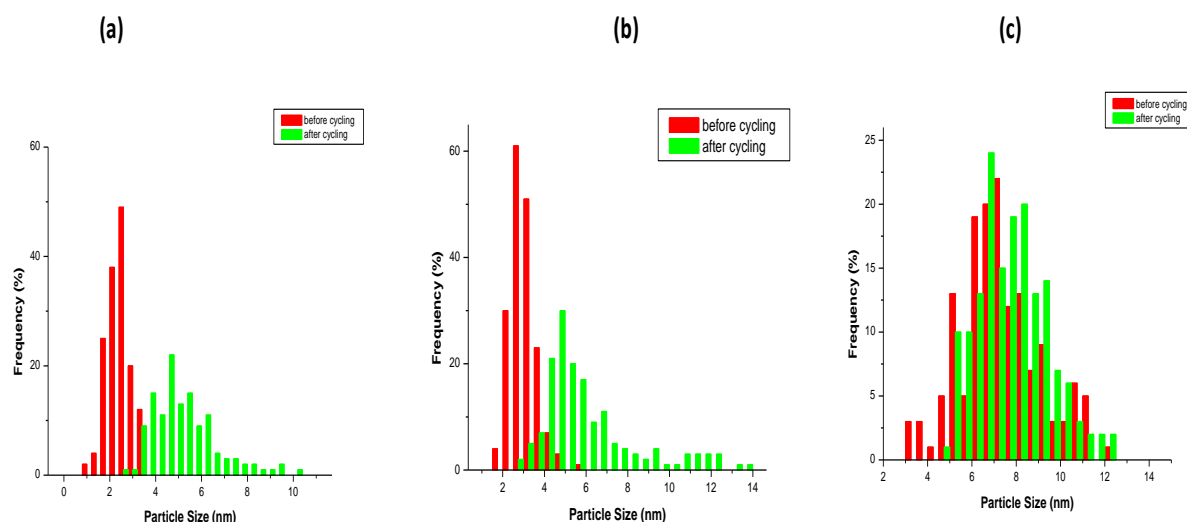 (a)
before cycling
after cycling
60
40
20
0
Frequency (%)
0 2 4 6 8 10
Particle Size (nm)
(b)
before cycling
after cycling
60
40
20
0
Frequency (%)
2 4 6 8 10 12 14
Particle Size (nm)
(c)
before cycling
after cycling
25
20
15
10
5
0
Frequency (%)
2 4 6 8 10 12 14
Particle Size (nm)